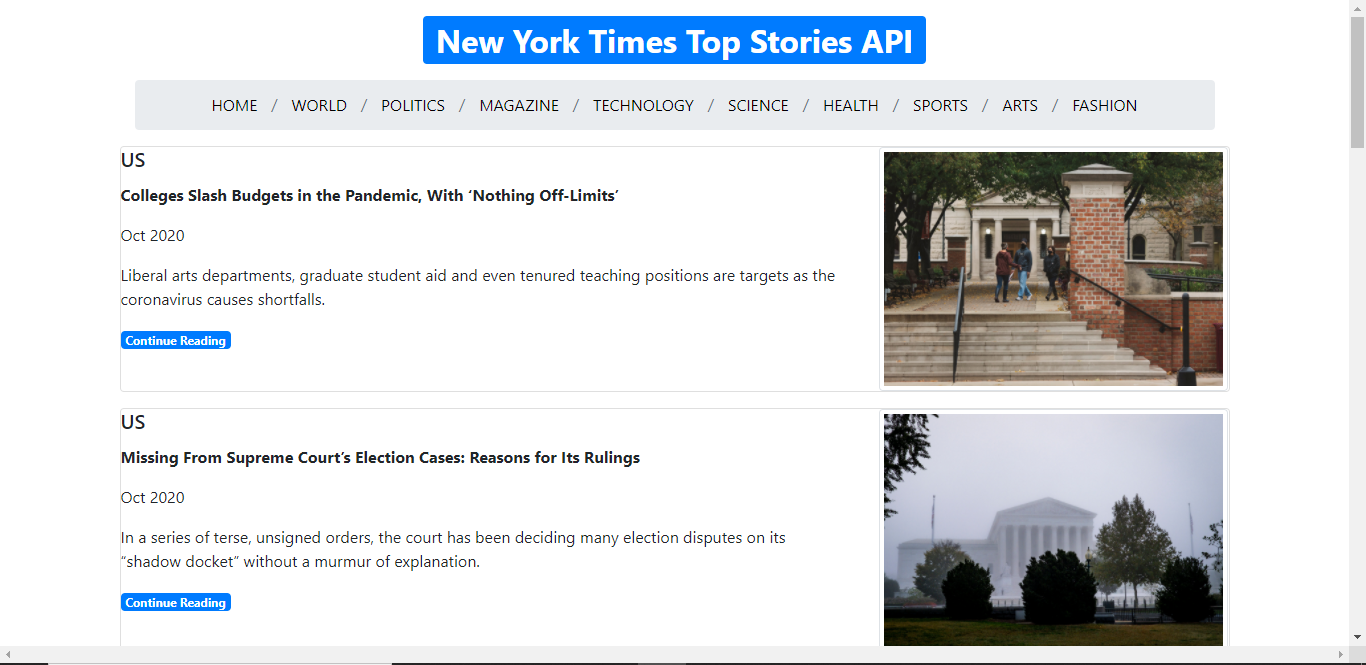 New York Times Top Stories API
HOME / WORLD / POLITICS / MAGAZINE / TECHNOLOGY / SCIENCE / HEALTH / SPORTS / ARTS / FASHION
US
Colleges Slash Budgets in the Pandemic, With ‘Nothing Off-Limits’
Oct 2020
Liberal arts departments, graduate student aid and even tenured teaching positions are targets as the
coronavirus causes shortfalls.
Continue Reading
US
Missing From Supreme Court’s Election Cases: Reasons for Its Rulings
Oct 2020
In a series of terse, unsigned orders, the court has been deciding many election disputes on its
“shadow docket” without a murmur of explanation.
Continue Reading